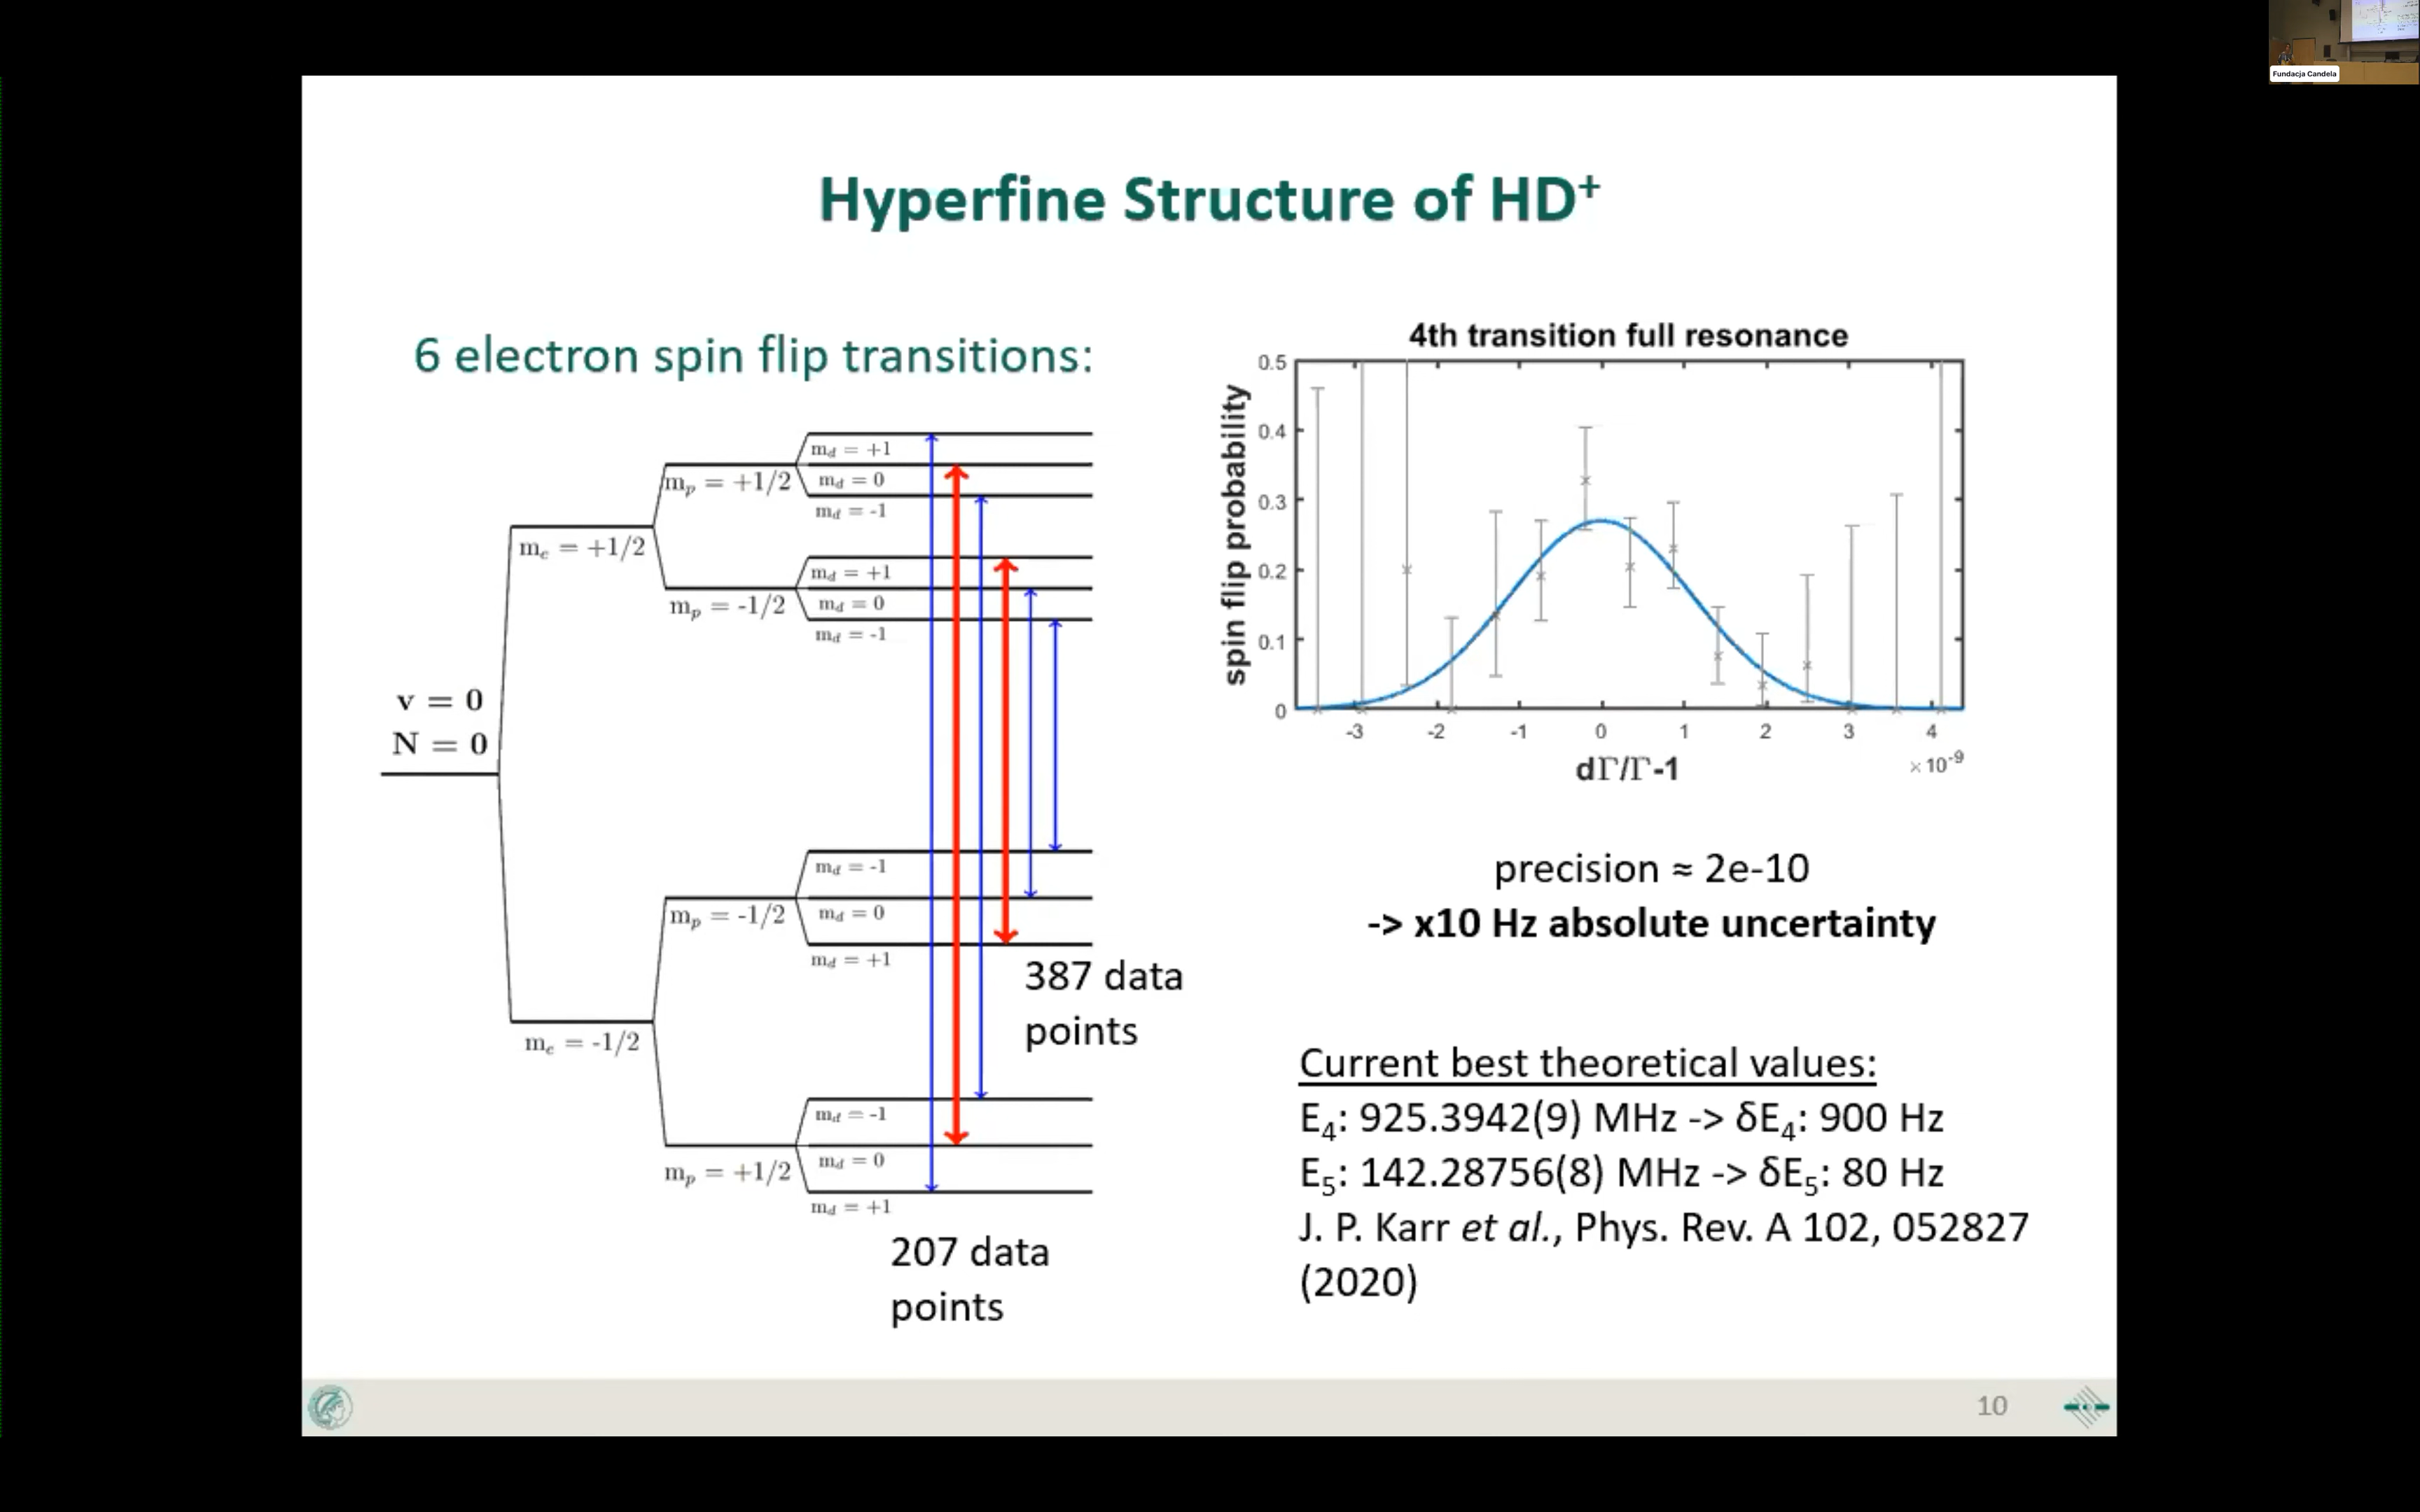 Fundacja Candela
Hyperfine Structure of HD⁺
6 electron spin flip transitions:
m_d = +1
m_p = +1/2
m_d = 0
m_d = -1
m_e = +1/2
m_d = +1
m_p = -1/2
m_d = 0
m_d = -1
v = 0
N = 0
m_d = -1
m_p = -1/2
m_d = 0
m_d = +1
m_e = -1/2
m_d = -1
m_p = +1/2
m_d = 0
m_d = +1
387 data
points
207 data
points
4th transition full resonance
spin flip probability
0.5
0.4
0.3
0.2
0.1
0
-3 -2 -1 0 1 2 3 4
dΓ/Γ-1
×10⁻⁹
precision ≈ 2e-10
-> x10 Hz absolute uncertainty
Current best theoretical values:
E₄: 925.3942(9) MHz -> δE₄: 900 Hz
E₅: 142.28756(8) MHz -> δE₅: 80 Hz
J. P. Karr et al., Phys. Rev. A 102, 052827
(2020)
10